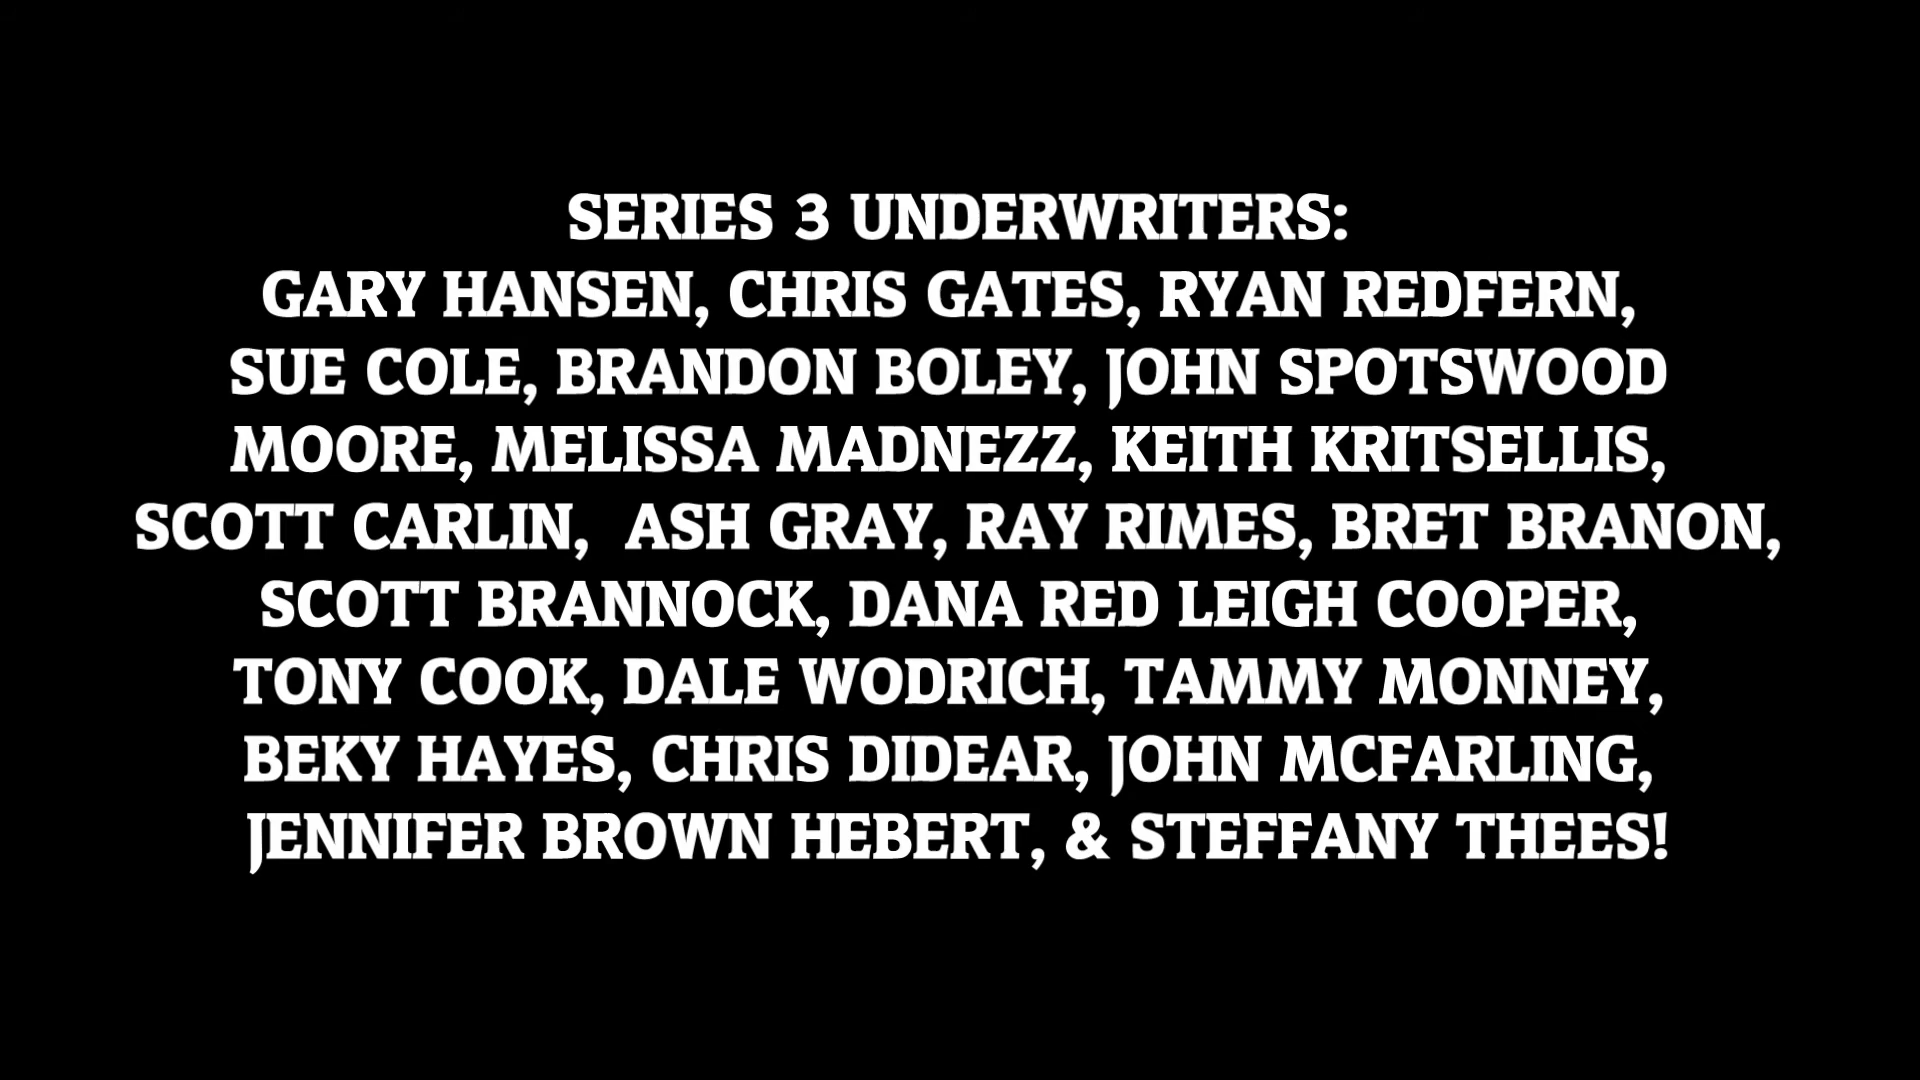 SERIES 3 UNDERWRITERS:
GARY HANSEN, CHRIS GATES, RYAN REDFERN,
SUE COLE, BRANDON BOLEY, JOHN SPOTSWOOD
MOORE, MELISSA MADNEZZ, KEITH KRITSELLIS,
SCOTT CARLIN,  ASH GRAY, RAY RIMES, BRET BRANON,
SCOTT BRANNOCK, DANA RED LEIGH COOPER,
TONY COOK, DALE WODRICH, TAMMY MONNEY,
BEKY HAYES, CHRIS DIDEAR, JOHN MCFARLING,
JENNIFER BROWN HEBERT, & STEFFANY THEES!